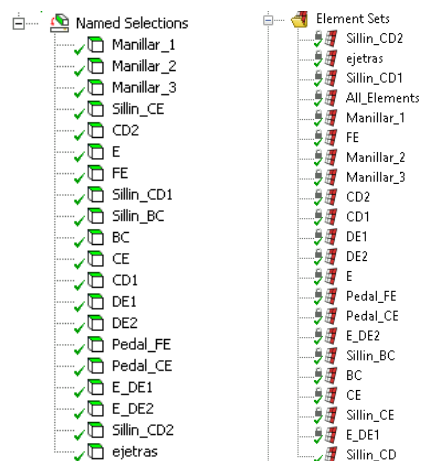 Named Selections
Manillar_1
Manillar_2
Manillar_3
Sillin_CE
CD2
E
FE
Sillin_CD1
Sillin_BC
BC
CE
CD1
DE1
DE2
Pedal_FE
Pedal_CE
E_DE1
E_DE2
Sillin_CD2
ejetras
Element Sets
Sillin_CD2
ejetras
Sillin_CD1
All_Elements
Manillar_1
FE
Manillar_2
Manillar_3
CD2
CD1
DE1
DE2
E
Pedal_FE
Pedal_CE
E_DE2
Sillin_BC
BC
CE
Sillin_CE
E_DE1
Sillin_CD